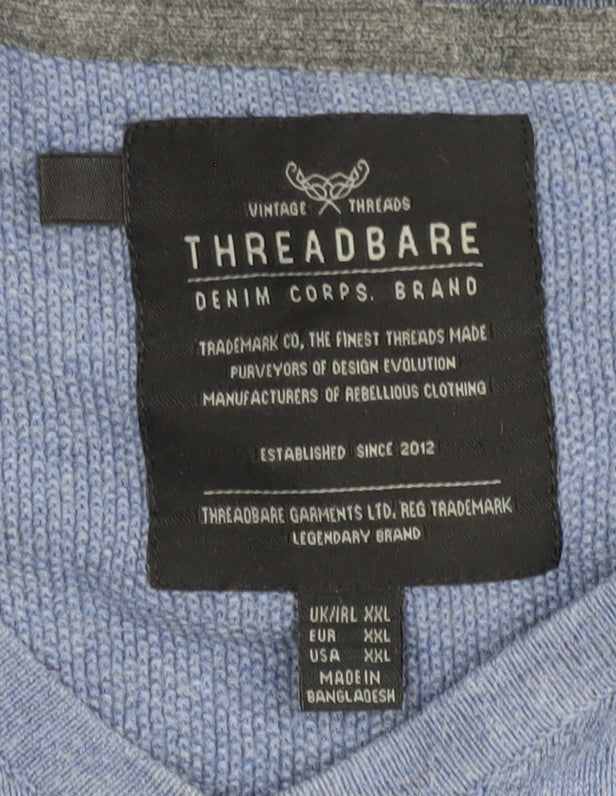 VINTAGE THREADS
THREADBARE
DENIM CORPS. BRAND
TRADEMARK CO, THE FINEST THREADS MADE
PURVEYORS OF DESIGN EVOLUTION
MANUFACTURERS OF REBELLIOUS CLOTHING
ESTABLISHED SINCE 2012
THREADBARE GARMENTS LTD. REG TRADEMARK
LEGENDARY BRAND
UK/IRL XXL
EUR XXL
USA XXL
MADE IN
BANGLADESH